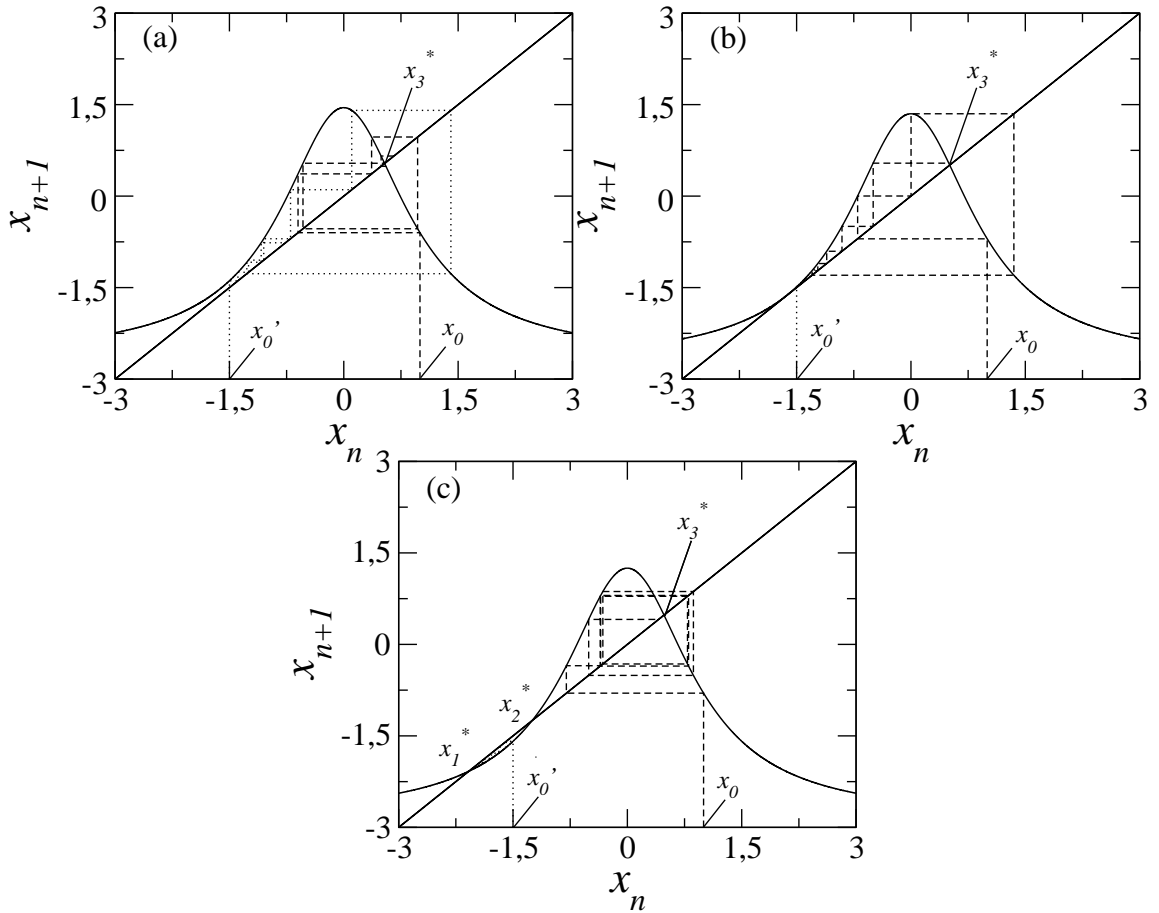 (a)
3
1,5
0
-1,5
-3
x_{n+1}
x_3^*
x_0'
x_0
-3 -1,5 0 1,5 3
x_n
(b)
3
1,5
0
-1,5
-3
x_{n+1}
x_3^*
x_0'
x_0
-3 -1,5 0 1,5 3
x_n
(c)
3
1,5
0
-1,5
-3
x_{n+1}
x_3^*
x_2^*
x_1^*
x_0'
x_0
-3 -1,5 0 1,5 3
x_n